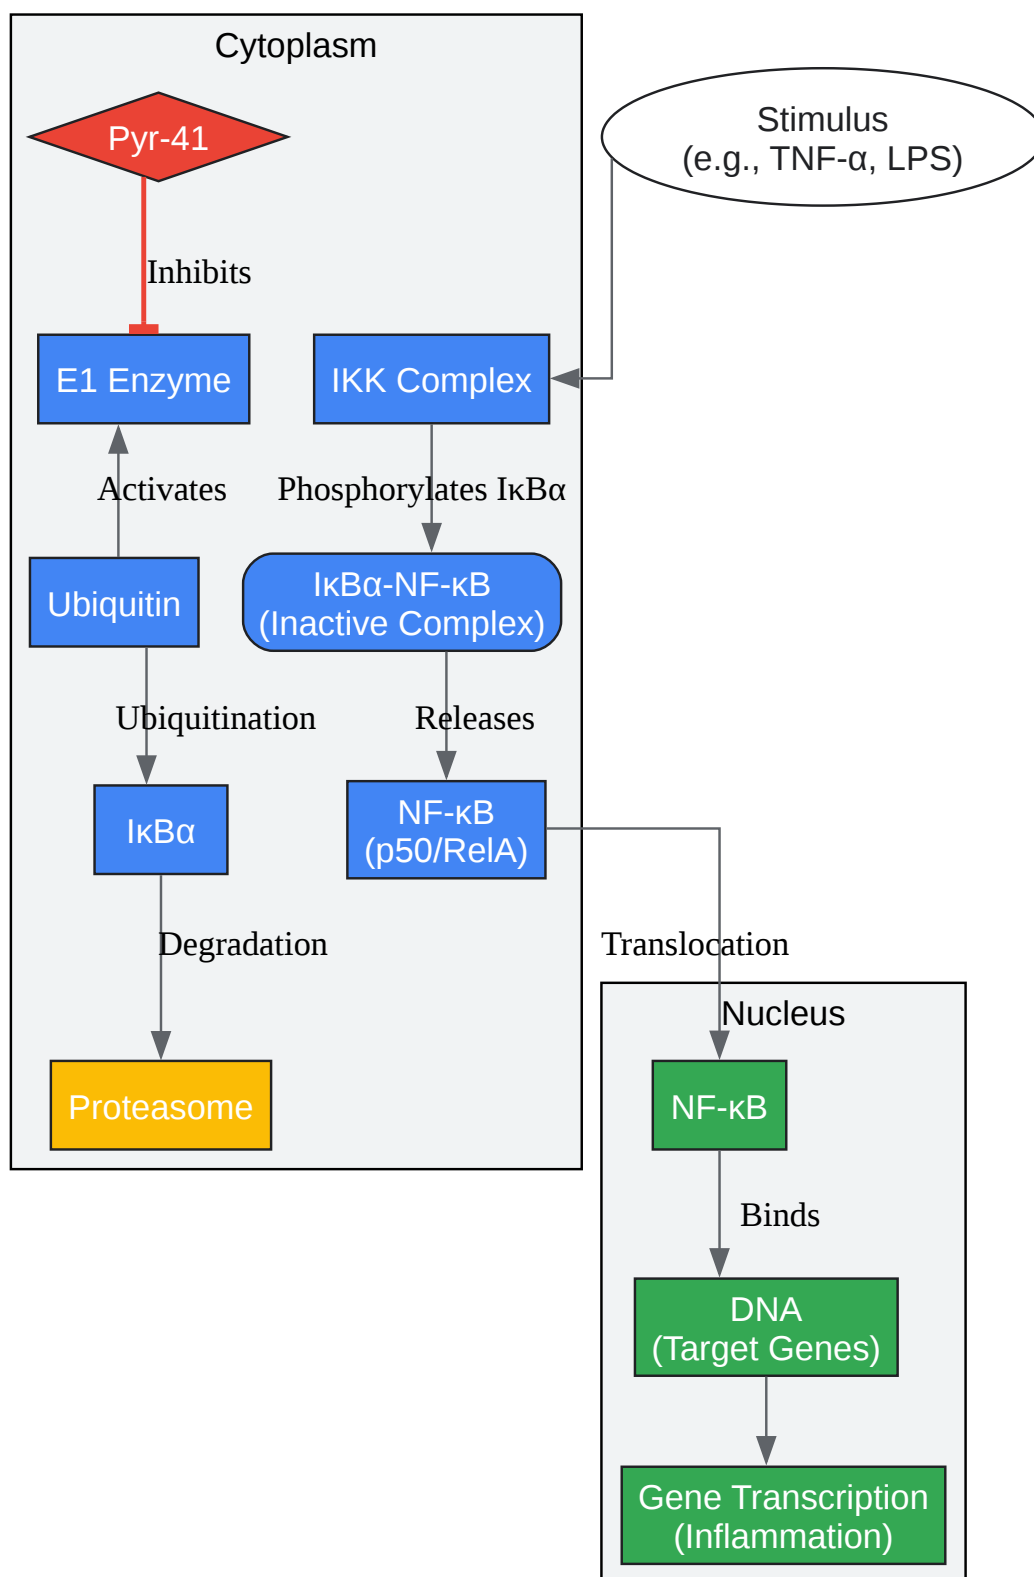 Cytoplasm
Pyr-41
Stimulus
(e.g., TNF-α, LPS)
Inhibits
E1 Enzyme
IKK Complex
Activates
Phosphorylates IκBα
Ubiquitin
IκBα-NF-κB
(Inactive Complex)
Ubiquitination
Releases
IκBα
NF-κB
(p50/RelA)
Degradation
Translocation
Nucleus
Proteasome
NF-κB
Binds
DNA
(Target Genes)
Gene Transcription
(Inflammation)